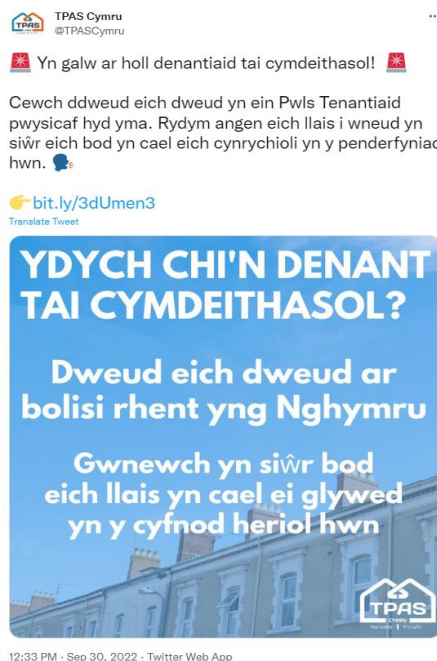 TPAS Cymru
@TPASCymru
Yn galw ar holl denantiaid tai cymdeithasol!
Cewch ddweud eich dweud yn ein Pwls Tenantiaid
pwysicaf hyd yma. Rydym angen eich llais i wneud yn
siŵr eich bod yn cael eich cynrychioli yn y penderfyniad
hwn.
bit.ly/3dUmen3
Translate Tweet
YDYCH CHI'N DENANT
TAI CYMDEITHASOL?
Dweud eich dweud ar
bolisi rhent yng Nghymru
Gwnewch yn siŵr bod
eich llais yn cael ei glywed
yn y cyfnod heriol hwn
TPAS
CYMRU
12:33 PM · Sep 30, 2022 · Twitter Web App